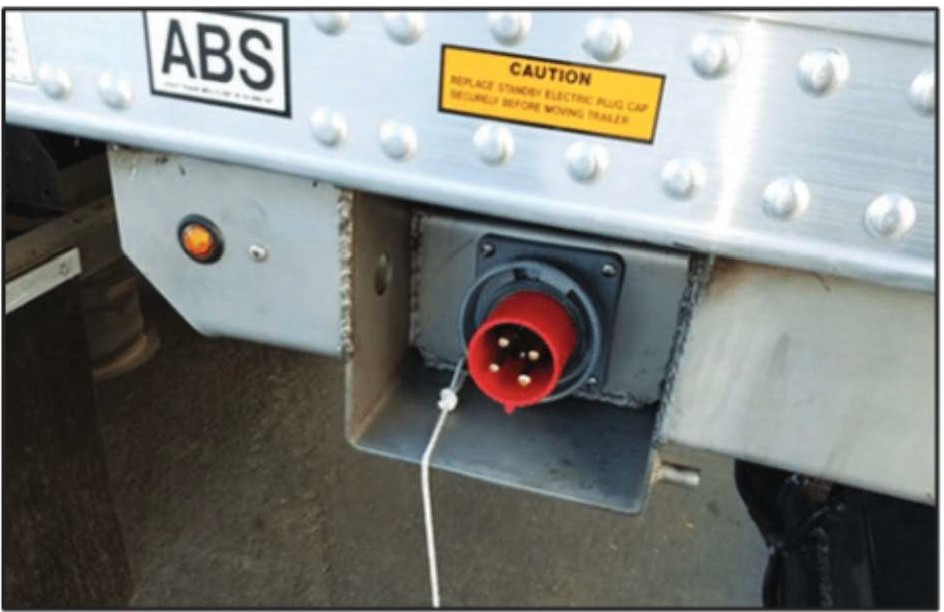 ABS
CAUTION
REPLACE STANDBY ELECTRIC PLUG CAP
SECURELY BEFORE MOVING TRAILER